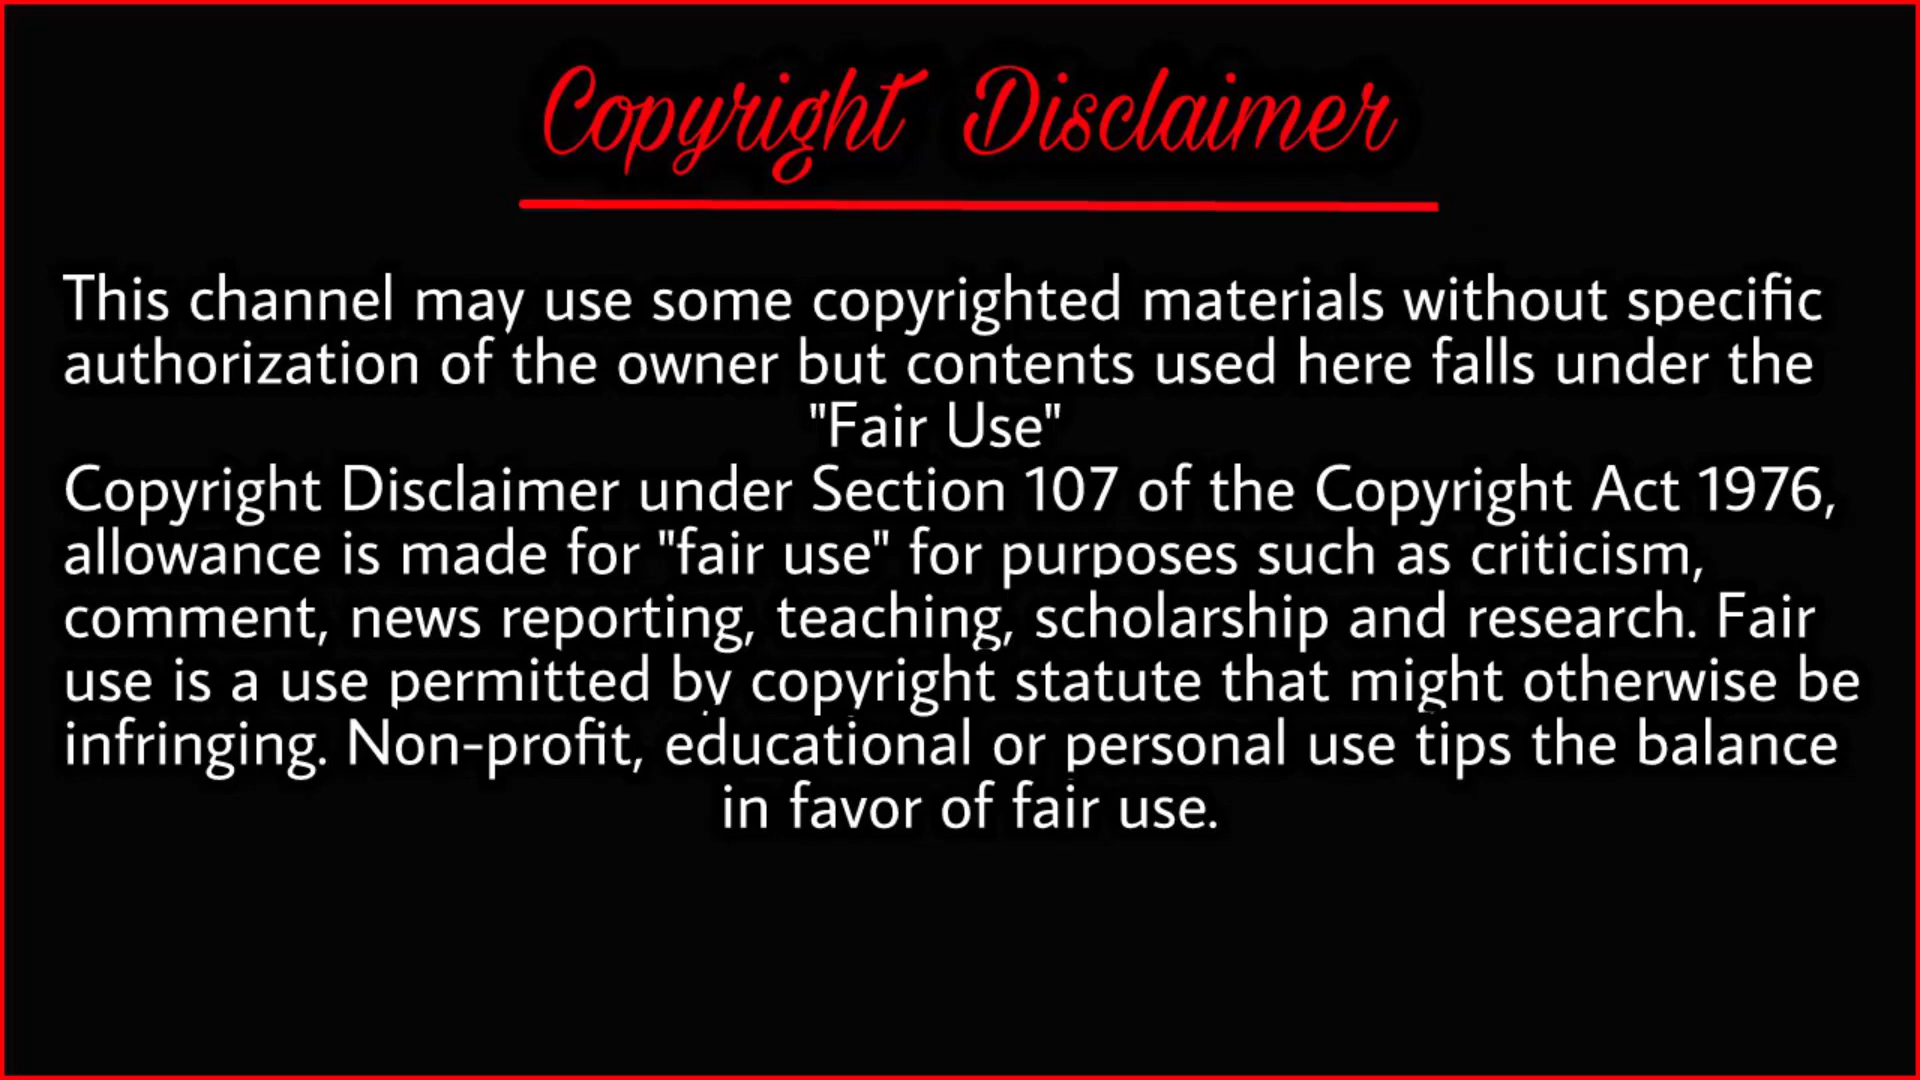 Copyright Disclaimer
This channel may use some copyrighted materials without specific
authorization of the owner but contents used here falls under the
"Fair Use"
Copyright Disclaimer under Section 107 of the Copyright Act 1976,
allowance is made for "fair use" for purposes such as criticism,
comment, news reporting, teaching, scholarship and research. Fair
use is a use permitted by copyright statute that might otherwise be
infringing. Non-profit, educational or personal use tips the balance
in favor of fair use.